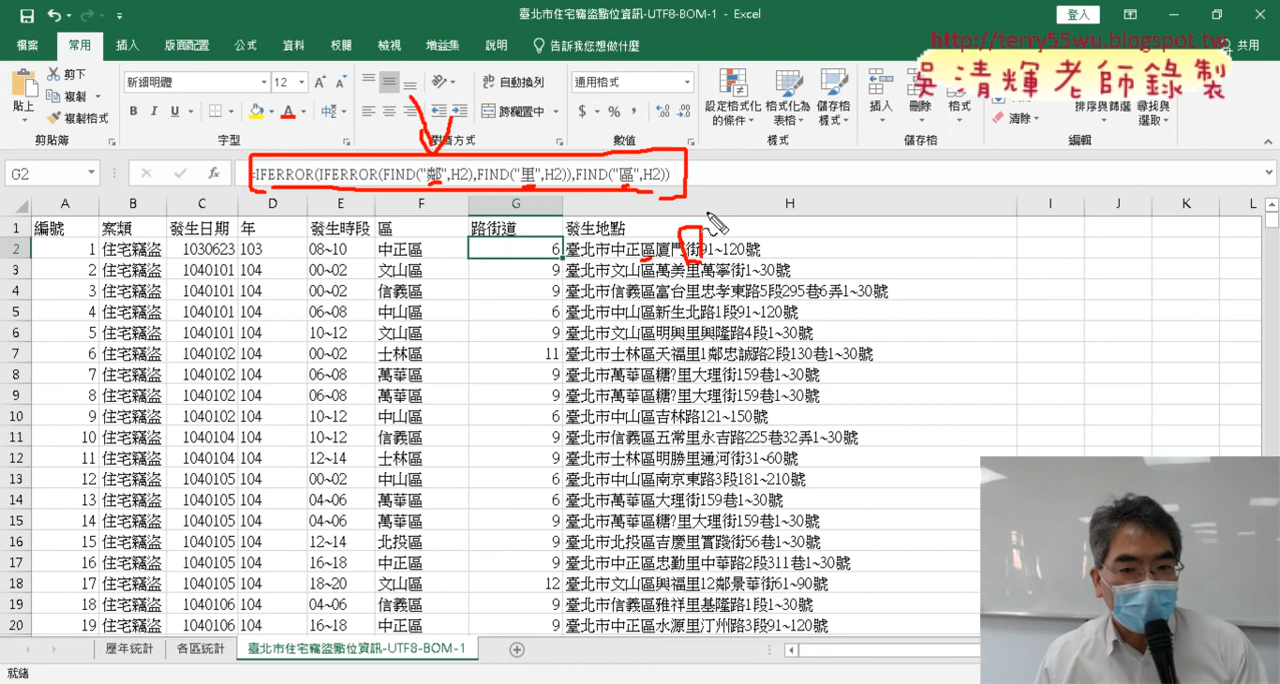 臺北市住宅竊盜點位資訊-UTF8-BOM-1 - Excel
登入
檔案 常用 插入 版面配置 公式 資料 校閱 檢視 增益集 說明 告訴我您想做什麼 共用
http://terry55wu.blogspot.tw
吳清輝老師錄製
貼上 剪下 複製 複製格式 剪貼簿
新細明體 12 B I U A 字型
自動換列 跨欄置中 對齊方式
通用格式 $ % , 數值
設定格式化的條件 格式化為表格 儲存格樣式 樣式
插入 刪除 格式 儲存格
清除 排序與篩選 尋找與選取 編輯
G2 fx =IFERROR(IFERROR(FIND("鄰",H2),FIND("里",H2)),FIND("區",H2))
A B C D E F G H I J K L
1 編號 案類 發生日期 年 發生時段 區 路街道 發生地點
2 1 住宅竊盜 1030623 103 08~10 中正區 6 臺北市中正區廈門街91~120號
3 2 住宅竊盜 1040101 104 00~02 文山區 9 臺北市文山區萬美里萬寧街1~30號
4 3 住宅竊盜 1040101 104 00~02 信義區 9 臺北市信義區富台里忠孝東路5段295巷6弄1~30號
5 4 住宅竊盜 1040101 104 06~08 中山區 6 臺北市中山區新生北路1段91~120號
6 5 住宅竊盜 1040101 104 10~12 文山區 9 臺北市文山區明興里興隆路4段1~30號
7 6 住宅竊盜 1040102 104 00~02 士林區 11 臺北市士林區天福里1鄰忠誠路2段130巷1~30號
8 7 住宅竊盜 1040102 104 06~08 萬華區 9 臺北市萬華區糖?里大理街159巷1~30號
9 8 住宅竊盜 1040102 104 06~08 萬華區 9 臺北市萬華區糖?里大理街159巷1~30號
10 9 住宅竊盜 1040102 104 10~12 中山區 6 臺北市中山區吉林路121~150號
11 10 住宅竊盜 1040104 104 10~12 信義區 9 臺北市信義區五常里永吉路225巷32弄1~30號
12 11 住宅竊盜 1040104 104 12~14 士林區 9 臺北市士林區明勝里通河街31~60號
13 12 住宅竊盜 1040105 104 00~02 中山區 6 臺北市中山區南京東路3段181~210號
14 13 住宅竊盜 1040105 104 04~06 萬華區 6 臺北市萬華區大理街159巷1~30號
15 14 住宅竊盜 1040105 104 04~06 萬華區 9 臺北市萬華區糖?里大理街159巷1~30號
16 15 住宅竊盜 1040105 104 12~14 北投區 9 臺北市北投區吉慶里實踐街56巷1~30號
17 16 住宅竊盜 1040105 104 16~18 中正區 9 臺北市中正區忠勤里中華路2段311巷1~30號
18 17 住宅竊盜 1040105 104 18~20 文山區 12 臺北市文山區興福里12鄰景華街61~90號
19 18 住宅竊盜 1040106 104 04~06 信義區 9 臺北市信義區雅祥里基隆路1段1~30號
20 19 住宅竊盜 1040106 104 16~18 中正區 9 臺北市中正區水源里汀州路3段91~120號
歷年統計 各區統計 臺北市住宅竊盜點位資訊-UTF8-BOM-1
就緒